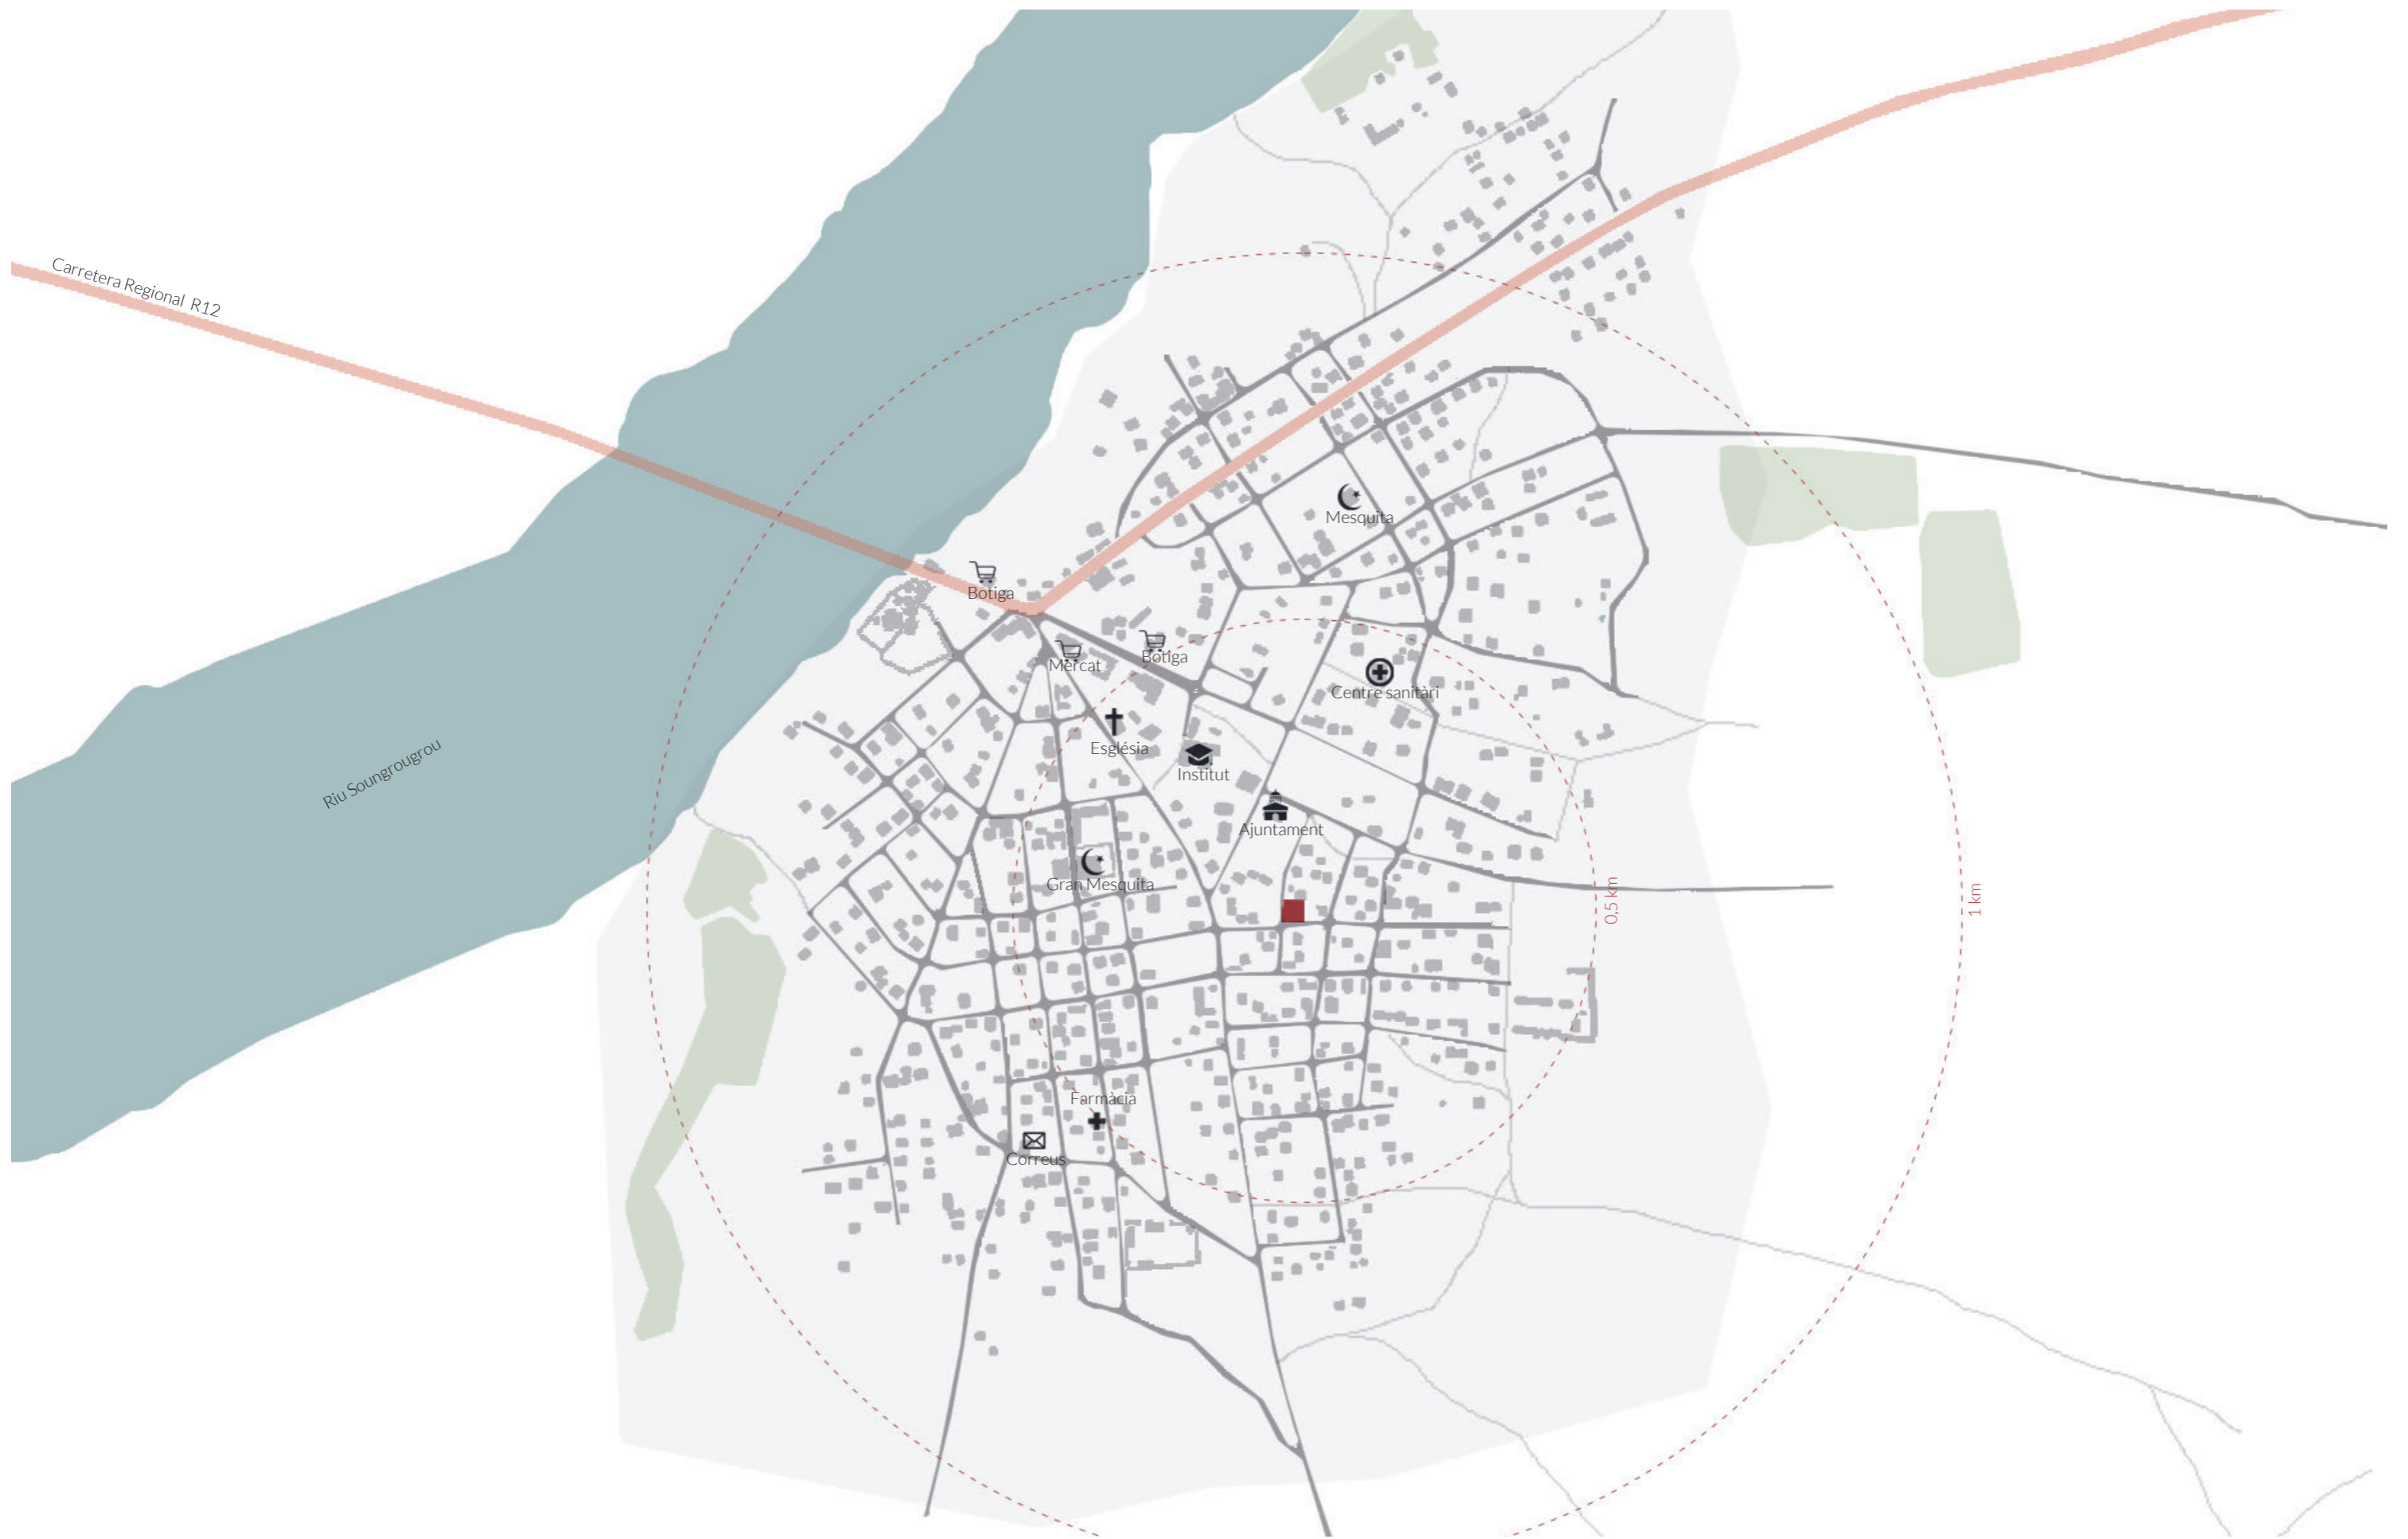 Carretera Regional R12
Mesquita
Botiga
Mercat
Botiga
Centre sanitàri
Riu Soungrougrou
Església
Institut
Ajuntament
Gran Mesquita
0,5 km
1 km
Farmàcia
Correus